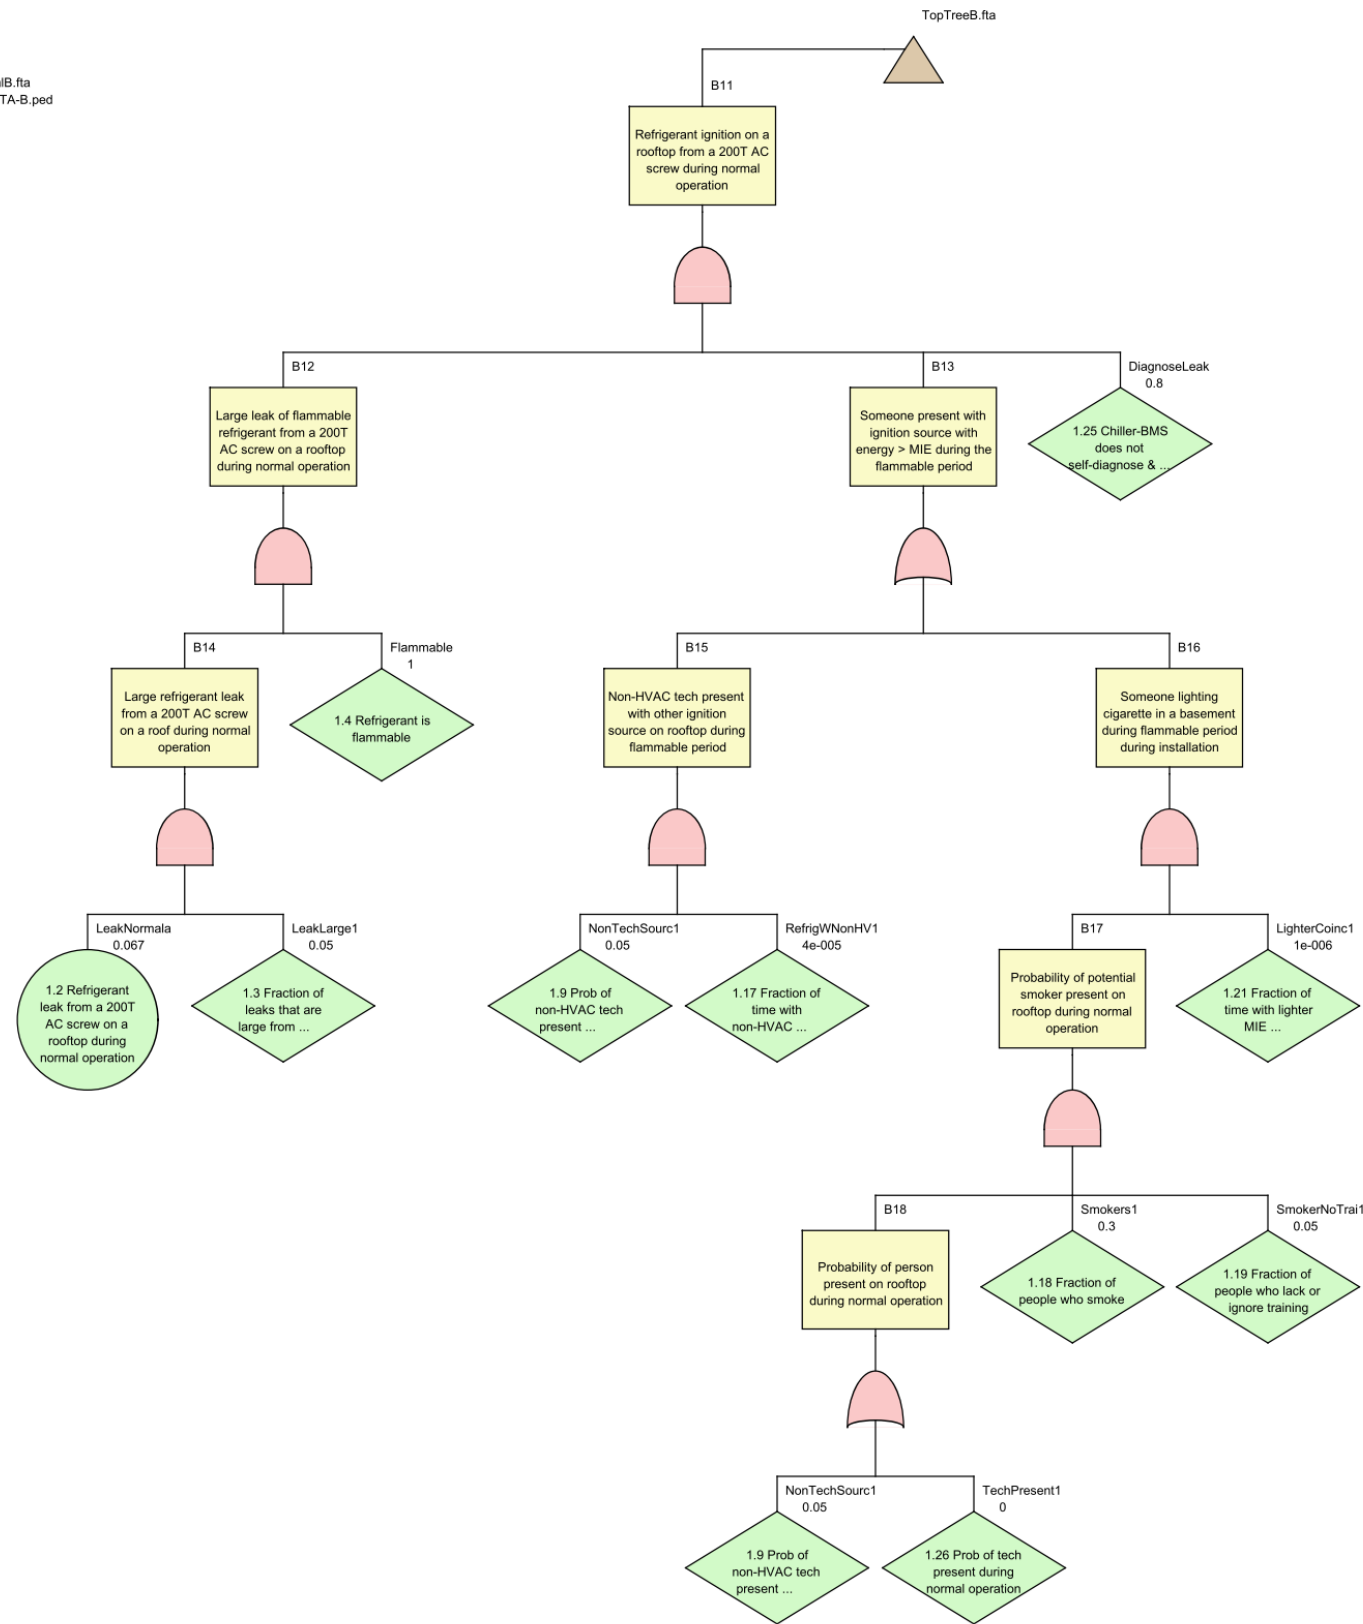 TopTreeB.fta
lB.fta
TA-B.ped
B11
Refrigerant ignition on a
rooftop from a 200T AC
screw during normal
operation
B12
Large leak of flammable
refrigerant from a 200T
AC screw on a rooftop
during normal operation
B13
Someone present with
ignition source with
energy > MIE during the
flammable period
DiagnoseLeak
0.8
1.25 Chiller-BMS
does not
self-diagnose & ...
B14
Large refrigerant leak
from a 200T AC screw
on a roof during normal
operation
Flammable
1
1.4 Refrigerant is
flammable
B15
Non-HVAC tech present
with other ignition
source on rooftop during
flammable period
B16
Someone lighting
cigarette in a basement
during flammable period
during installation
LeakNormala
0.067
1.2 Refrigerant
leak from a 200T
AC screw on a
rooftop during
normal operation
LeakLarge1
0.05
1.3 Fraction of
leaks that are
large from ...
NonTechSourc1
0.05
1.9 Prob of
non-HVAC tech
present ...
RefrigWNonHV1
4e-005
1.17 Fraction of
time with
non-HVAC ...
B17
Probability of potential
smoker present on
rooftop during normal
operation
LighterCoinc1
1e-006
1.21 Fraction of
time with lighter
MIE ...
B18
Probability of person
present on rooftop
during normal operation
Smokers1
0.3
1.18 Fraction of
people who smoke
SmokerNoTrai1
0.05
1.19 Fraction of
people who lack or
ignore training
NonTechSourc1
0.05
1.9 Prob of
non-HVAC tech
present ...
TechPresent1
0
1.26 Prob of tech
present during
normal operation